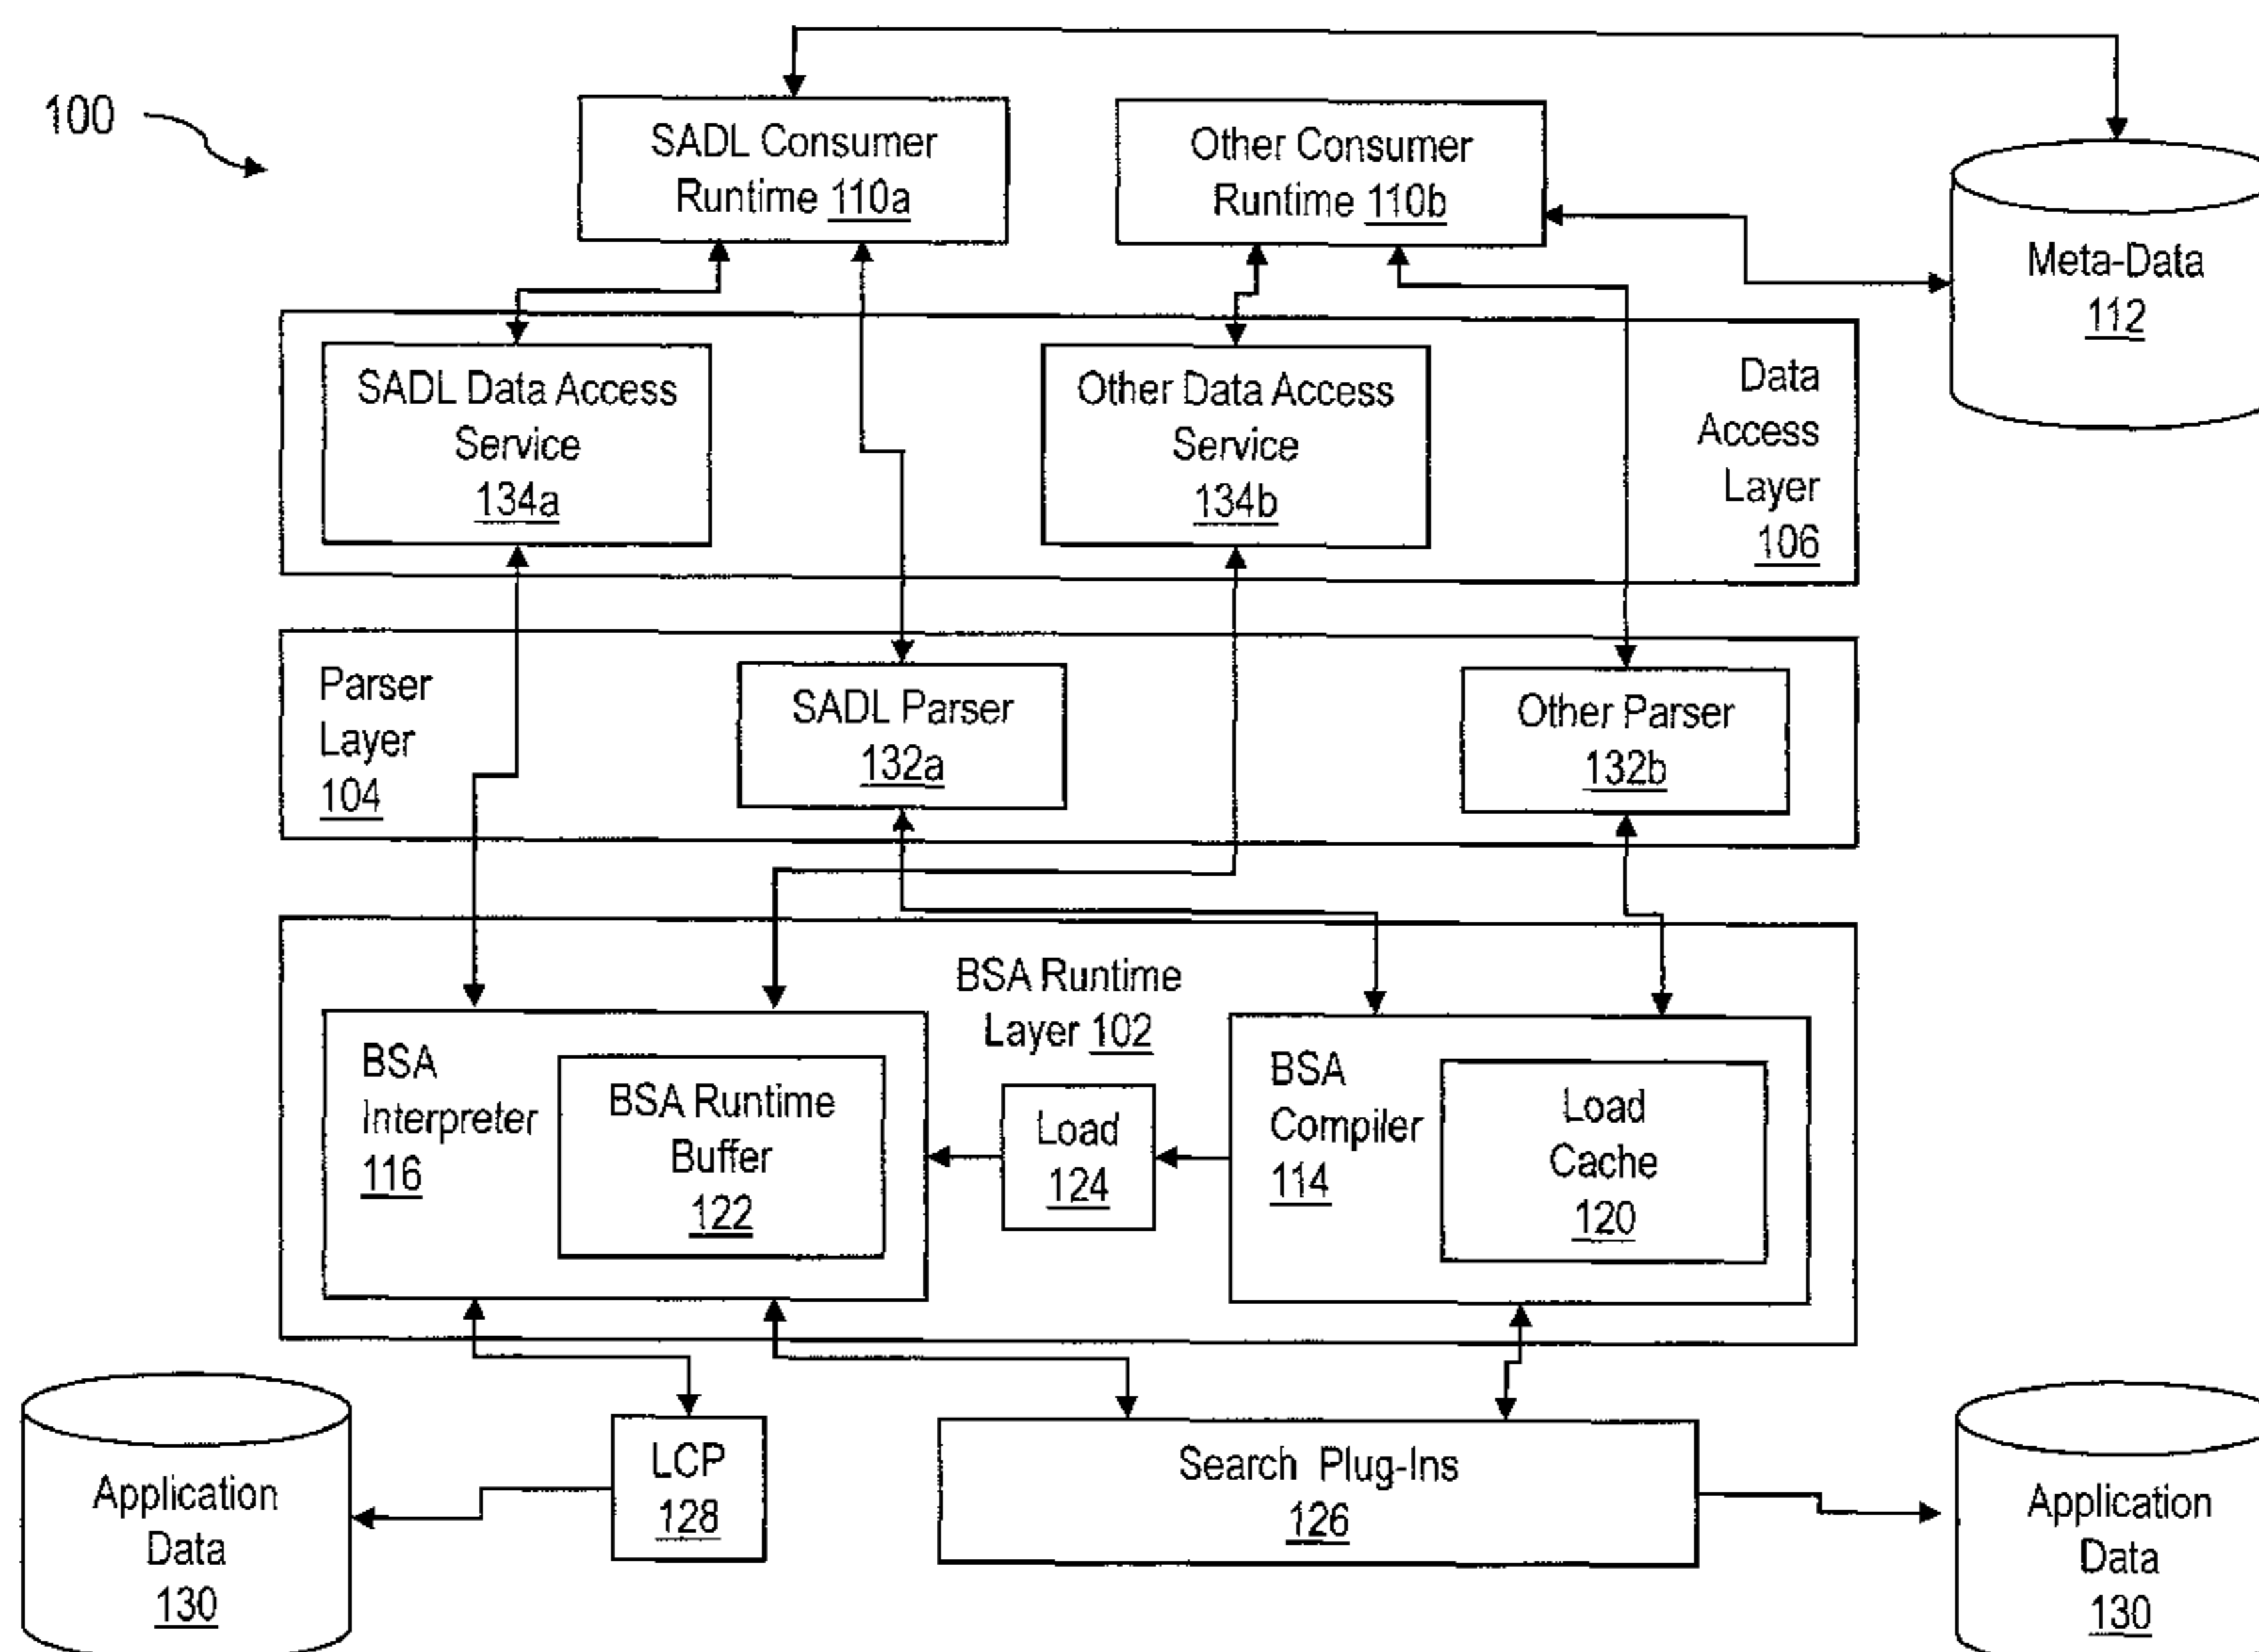 100
SADL Consumer
Runtime 110a
Other Consumer
Runtime 110b
Meta-Data
112
SADL Data Access
Service
134a
Other Data Access
Service
134b
Data
Access
Layer
106
Parser
Layer
104
SADL Parser
132a
Other Parser
132b
BSA Runtime
Layer 102
BSA
Interpreter
116
BSA Runtime
Buffer
122
Load
124
BSA
Compiler
114
Load
Cache
120
Application
Data
130
LCP
128
Search Plug-Ins
126
Application
Data
130